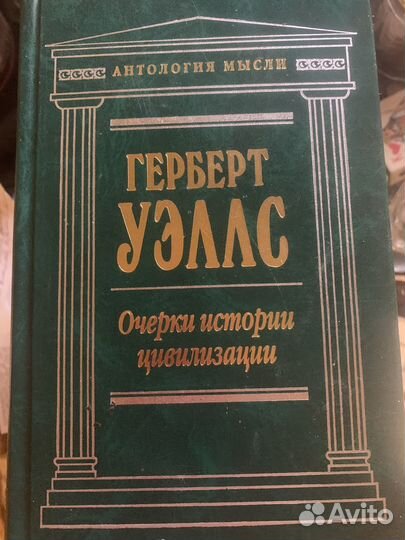 АНТОЛОГИЯ МЫСЛИ
ГЕРБЕРТ
УЭЛЛС
Очерки истории
цивилизации
Avito